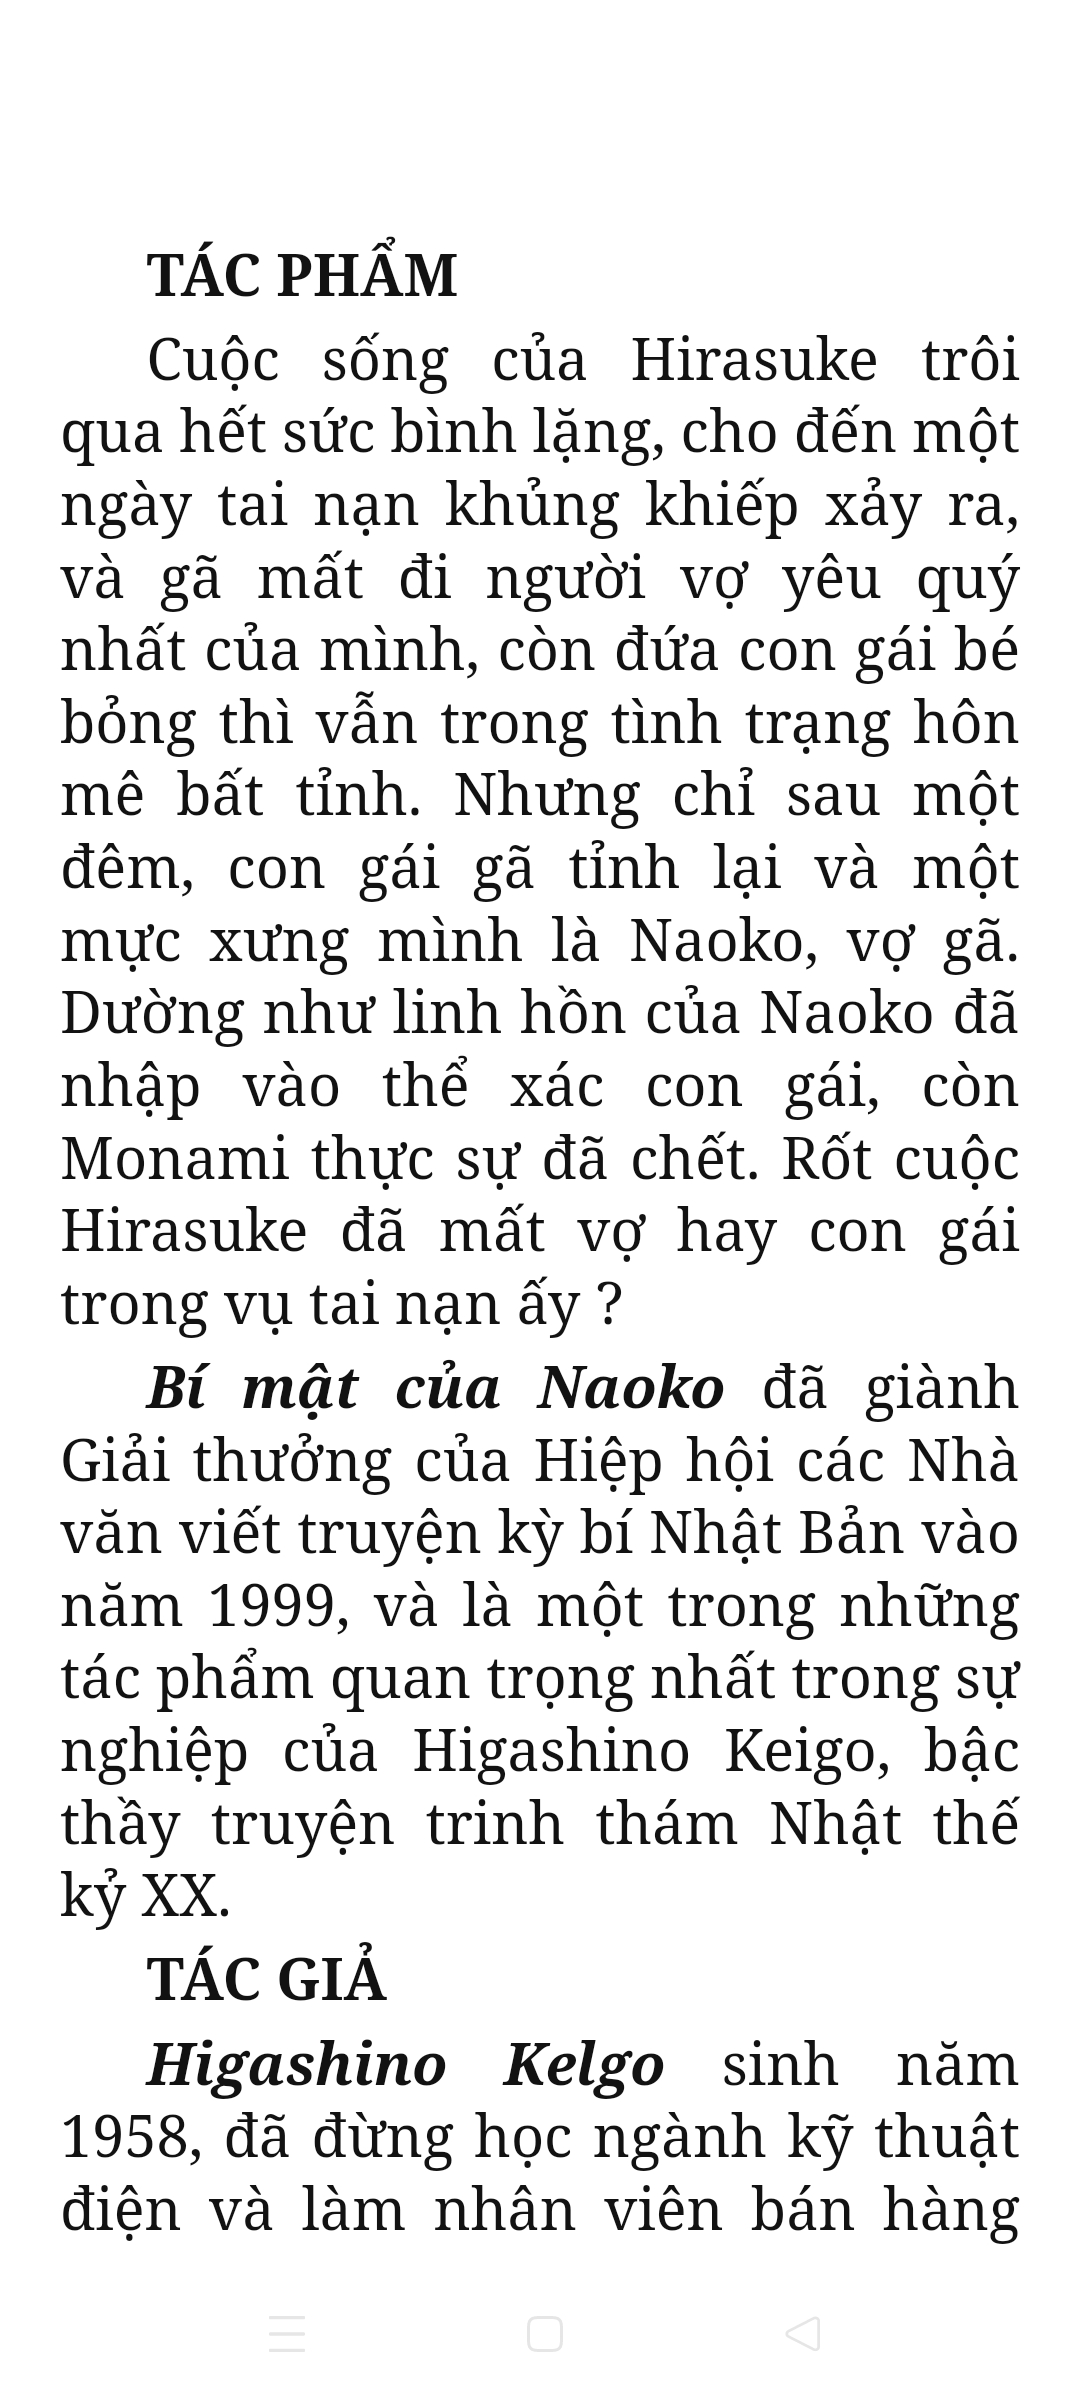 TÁC PHẨM
Cuộc sống của Hirasuke trôi
qua hết sức bình lặng, cho đến một
ngày tai nạn khủng khiếp xảy ra,
và gã mất đi người vợ yêu quý
nhất của mình, còn đứa con gái bé
bỏng thì vẫn trong tình trạng hôn
mê bất tỉnh. Nhưng chỉ sau một
đêm, con gái gã tỉnh lại và một
mực xưng mình là Naoko, vợ gã.
Dường như linh hồn của Naoko đã
nhập vào thể xác con gái, còn
Monami thực sự đã chết. Rốt cuộc
Hirasuke đã mất vợ hay con gái
trong vụ tai nạn ấy ?
Bí mật của Naoko đã giành
Giải thưởng của Hiệp hội các Nhà
văn viết truyện kỳ bí Nhật Bản vào
năm 1999, và là một trong những
tác phẩm quan trọng nhất trong sự
nghiệp của Higashino Keigo, bậc
thầy truyện trinh thám Nhật thế
kỷ XX.
TÁC GIẢ
Higashino Kelgo sinh năm
1958, đã đừng học ngành kỹ thuật
điện và làm nhân viên bán hàng